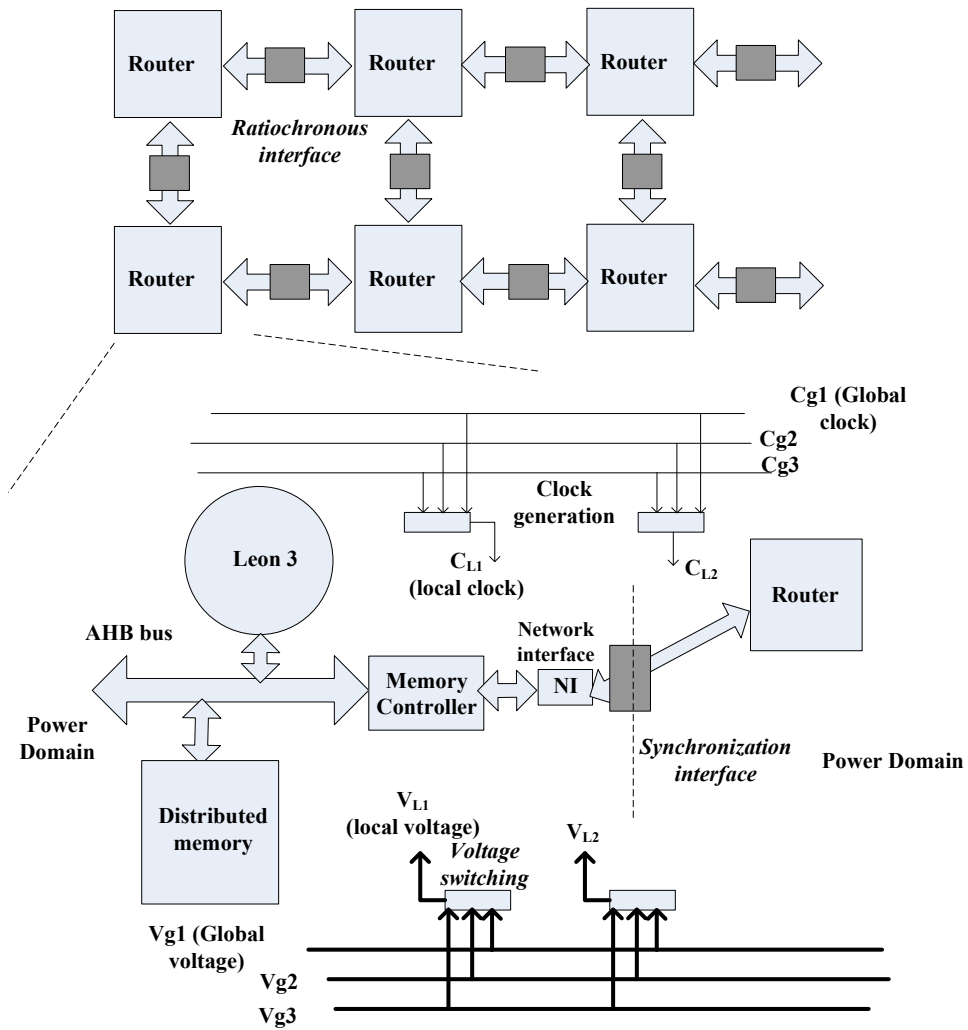 Router
Router
Router
Ratiochronous
interface
Router
Router
Router
Cg1 (Global
clock)
Cg2
Cg3
Clock
generation
Leon 3
CL1
(local clock)
CL2
Router
AHB bus
Network
interface
Memory
Controller
NI
Power
Domain
Synchronization
interface
Power Domain
Distributed
memory
VL1
(local voltage)
VL2
Voltage
switching
Vg1 (Global
voltage)
Vg2
Vg3